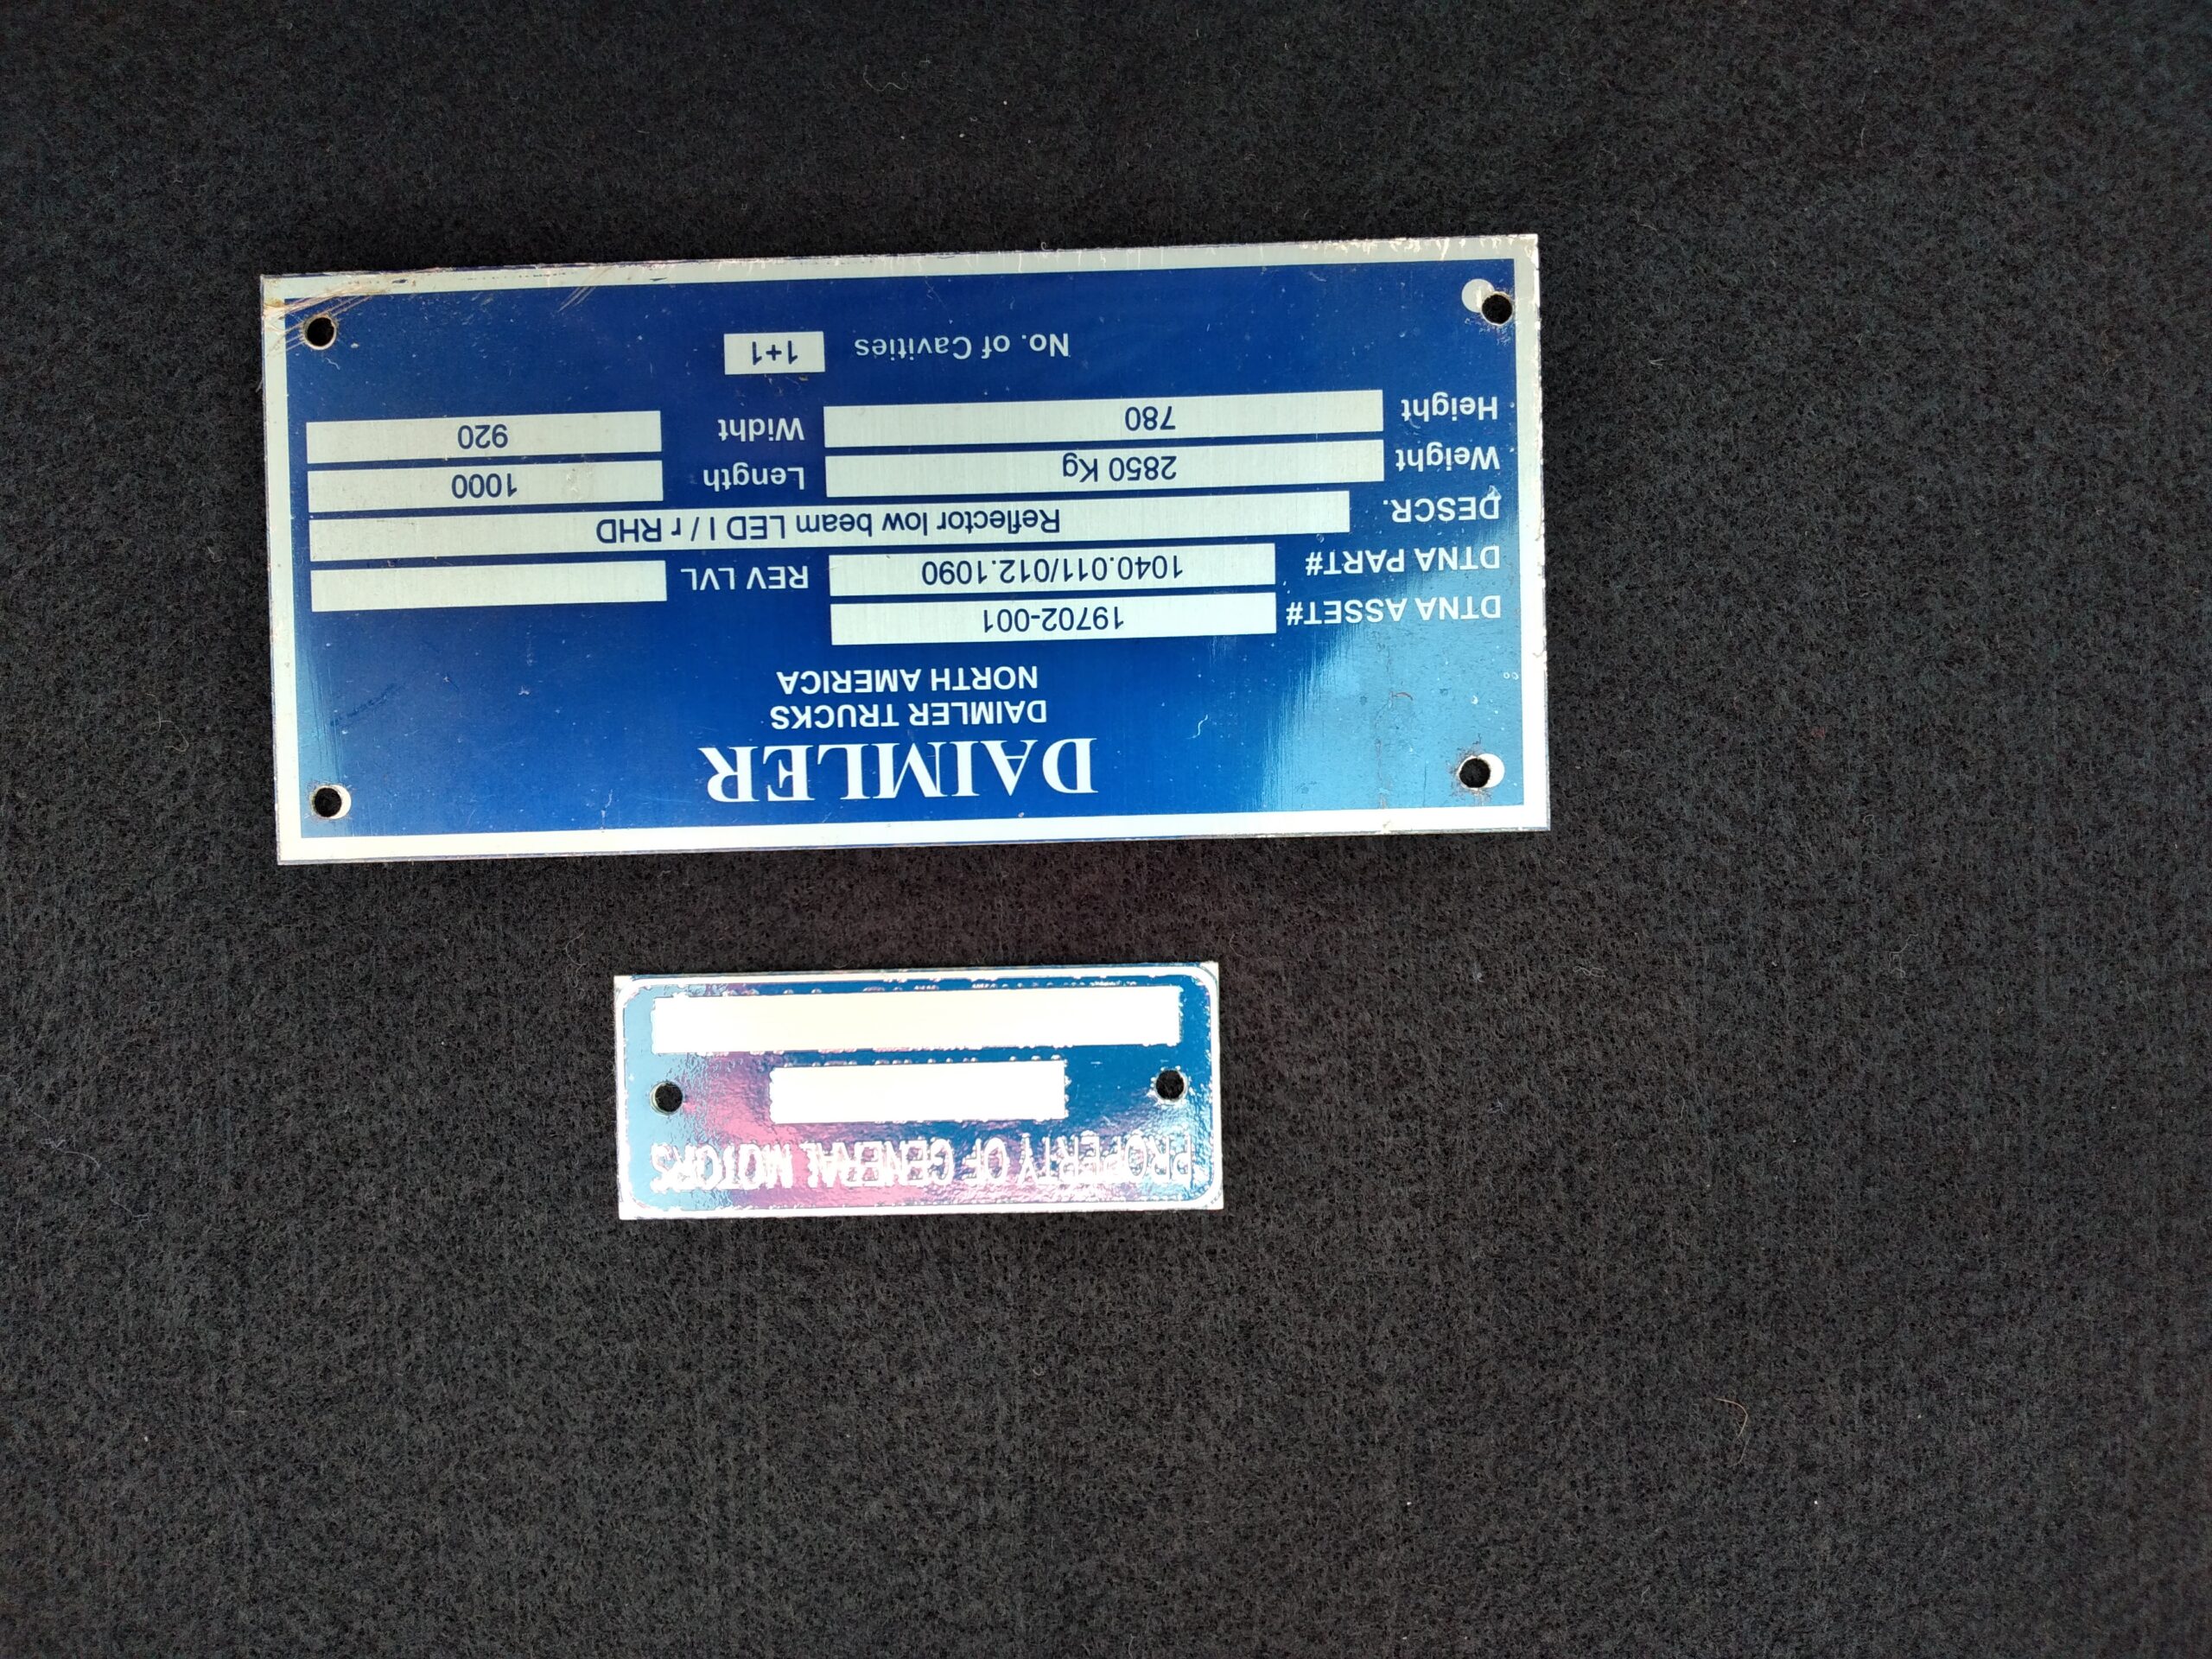 DAIMLER
DAIMLER TRUCKS
NORTH AMERICA
DTNA ASSET# 19702-001
DTNA PART# 1040.011/012.1090 REV LVL
DESCR. Reflector low beam LED l / r RHD
Weight 2850 Kg Length 1000
Height 780 Widht 920
No. of Cavities 1+1
PROPERTY OF GENERAL MOTORS